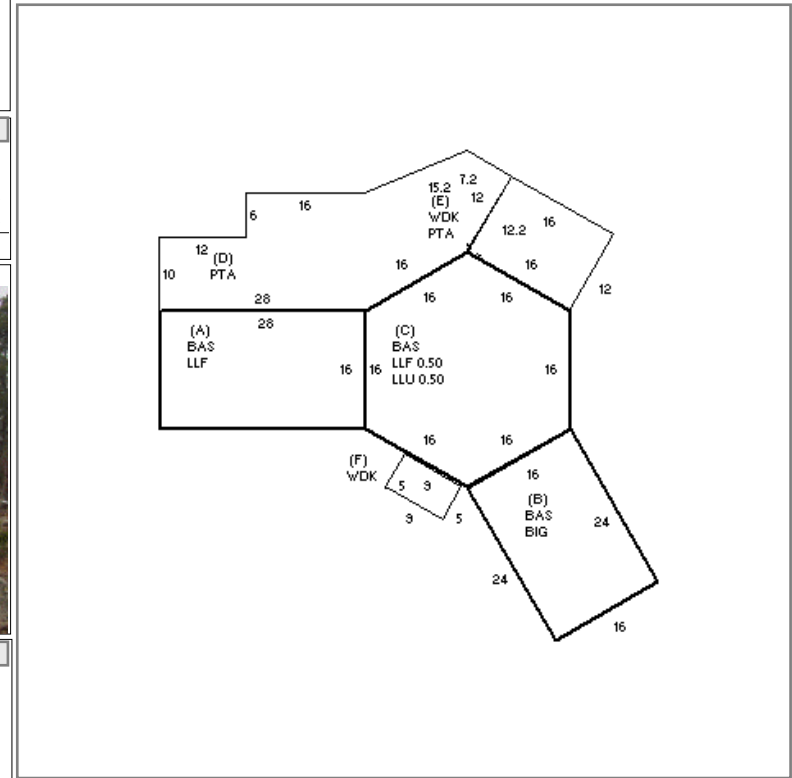 7.2
15.2
(E)
12
WDK
PTA
16
6
12.2
16
12
(D)
PTA
10
16
16
12
28
16
16
28
(A)
BAS
LLF
(C)
BAS
LLF 0.50
LLU 0.50
16
16
16
16
16
(F)
WDK
16
5
9
9
5
(B)
BAS
BIG
24
24
16